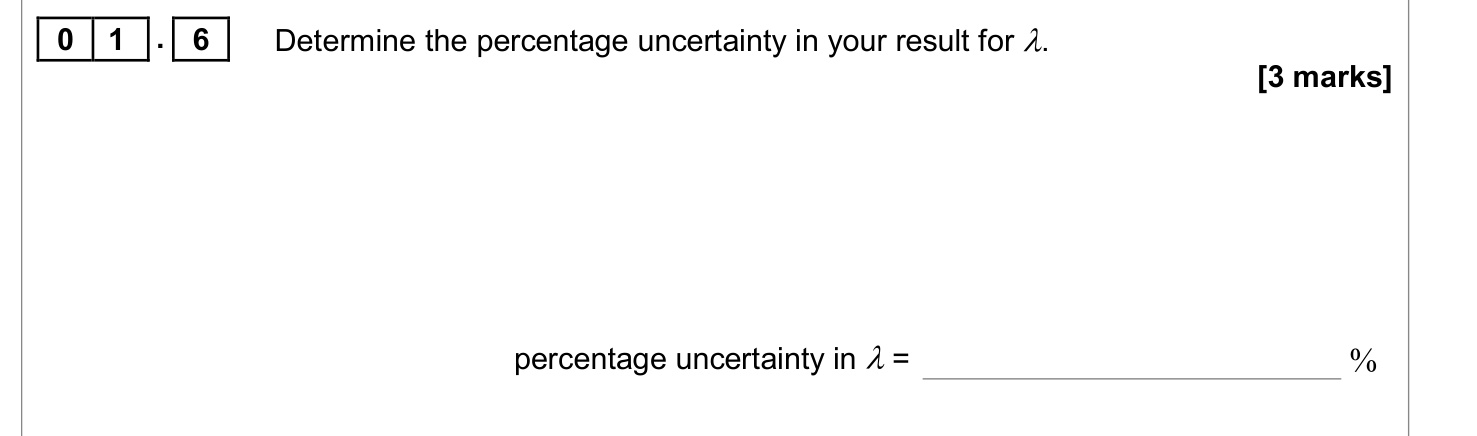 0 1 . 6 Determine the percentage uncertainty in your result for λ.
[3 marks]
percentage uncertainty in λ = %